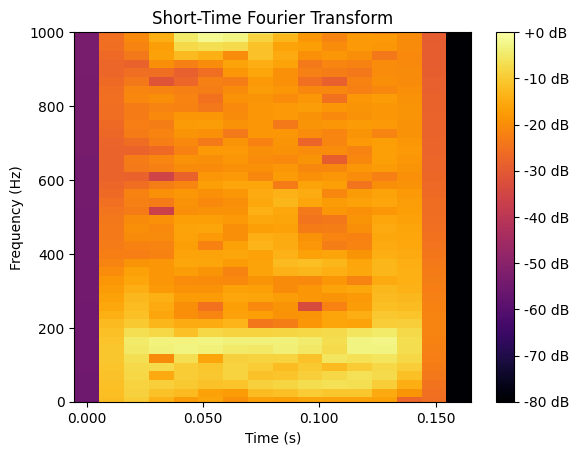 Short-Time Fourier Transform
1000
800
600
400
200
0
Frequency (Hz)
0.000
0.050
0.100
0.150
Time (s)
+0 dB
-10 dB
-20 dB
-30 dB
-40 dB
-50 dB
-60 dB
-70 dB
-80 dB